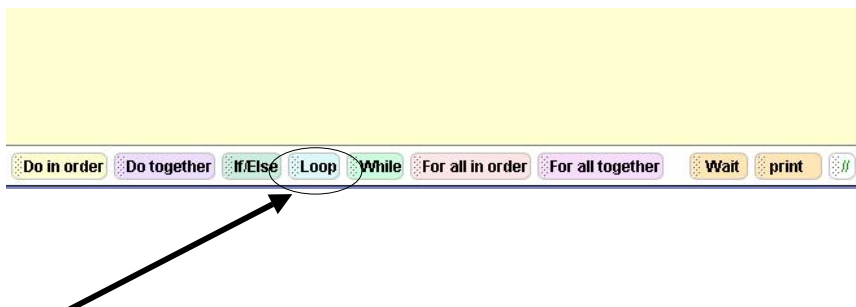 Do in order Do together If/Else Loop While For all in order For all together Wait print //